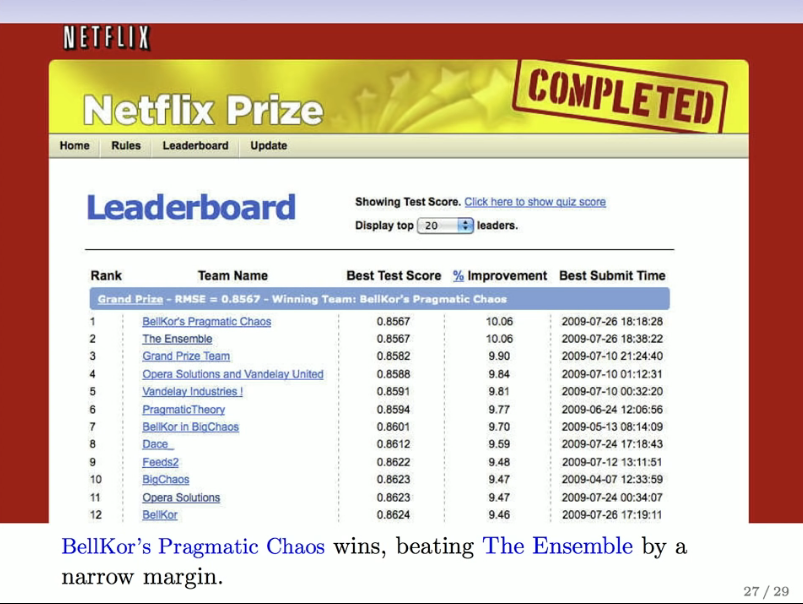 NETFLIX
Netflix Prize
COMPLETED
Home Rules Leaderboard Update
Leaderboard
Showing Test Score. Click here to show quiz score
Display top 20 leaders.
Rank Team Name Best Test Score % Improvement Best Submit Time
Grand Prize - RMSE = 0.8567 - Winning Team: BellKor's Pragmatic Chaos
1 BellKor's Pragmatic Chaos 0.8567 10.06 2009-07-26 18:18:28
2 The Ensemble 0.8567 10.06 2009-07-26 18:38:22
3 Grand Prize Team 0.8582 9.90 2009-07-10 21:24:40
4 Opera Solutions and Vandelay United 0.8588 9.84 2009-07-10 01:12:31
5 Vandelay Industries ! 0.8591 9.81 2009-07-10 00:32:20
6 PragmaticTheory 0.8594 9.77 2009-06-24 12:06:56
7 BellKor in BigChaos 0.8601 9.70 2009-05-13 08:14:09
8 Dace_ 0.8612 9.59 2009-07-24 17:18:43
9 Feeds2 0.8622 9.48 2009-07-12 13:11:51
10 BigChaos 0.8623 9.47 2009-04-07 12:33:59
11 Opera Solutions 0.8623 9.47 2009-07-24 00:34:07
12 BellKor 0.8624 9.46 2009-07-26 17:19:11
BellKor's Pragmatic Chaos wins, beating The Ensemble by a
narrow margin.
27 / 29